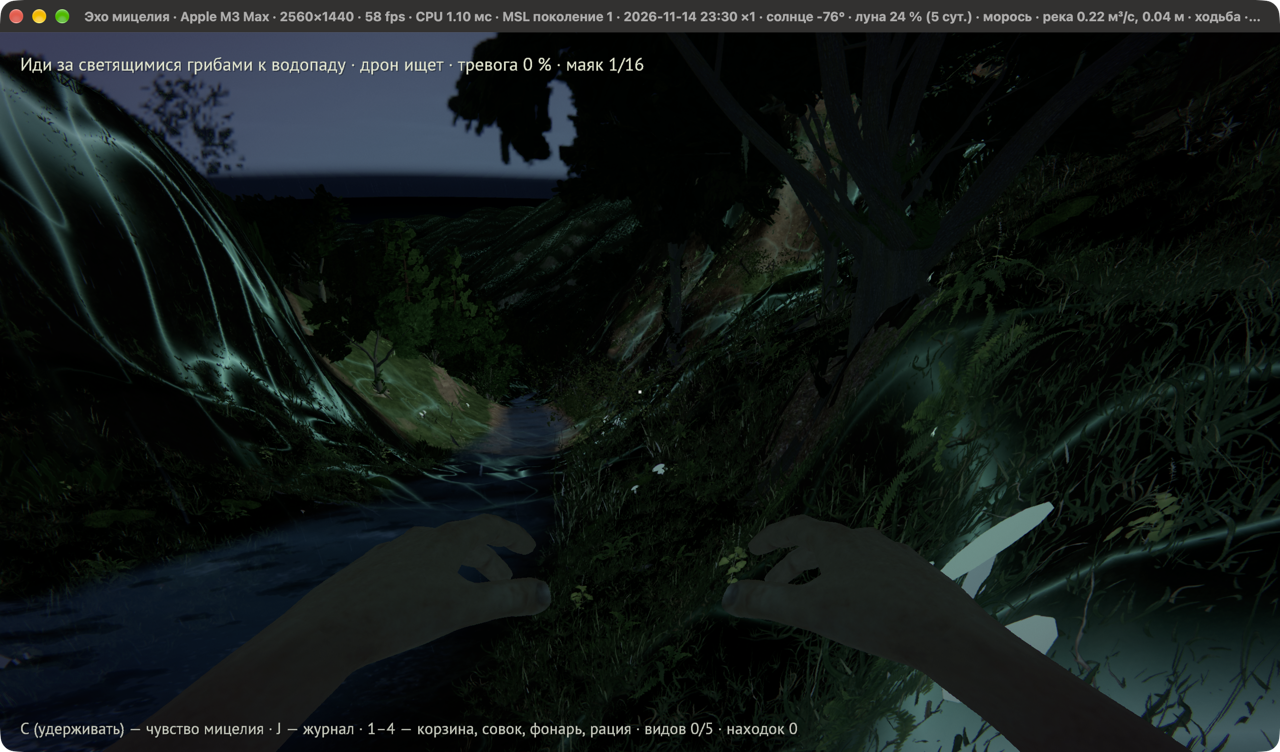 Эхо мицелия · Apple M3 Max · 2560×1440 · 58 fps · CPU 1.10 мс · MSL поколение 1 · 2026-11-14 23:30 ×1 · солнце -76° · луна 24 % (5 сут.) · морось · река 0.22 м³/с, 0.04 м · ходьба ·...
Иди за светящимися грибами к водопаду · дрон ищет · тревога 0 % · маяк 1/16
C (удерживать) — чувство мицелия · J — журнал · 1–4 — корзина, совок, фонарь, рация · видов 0/5 · находок 0